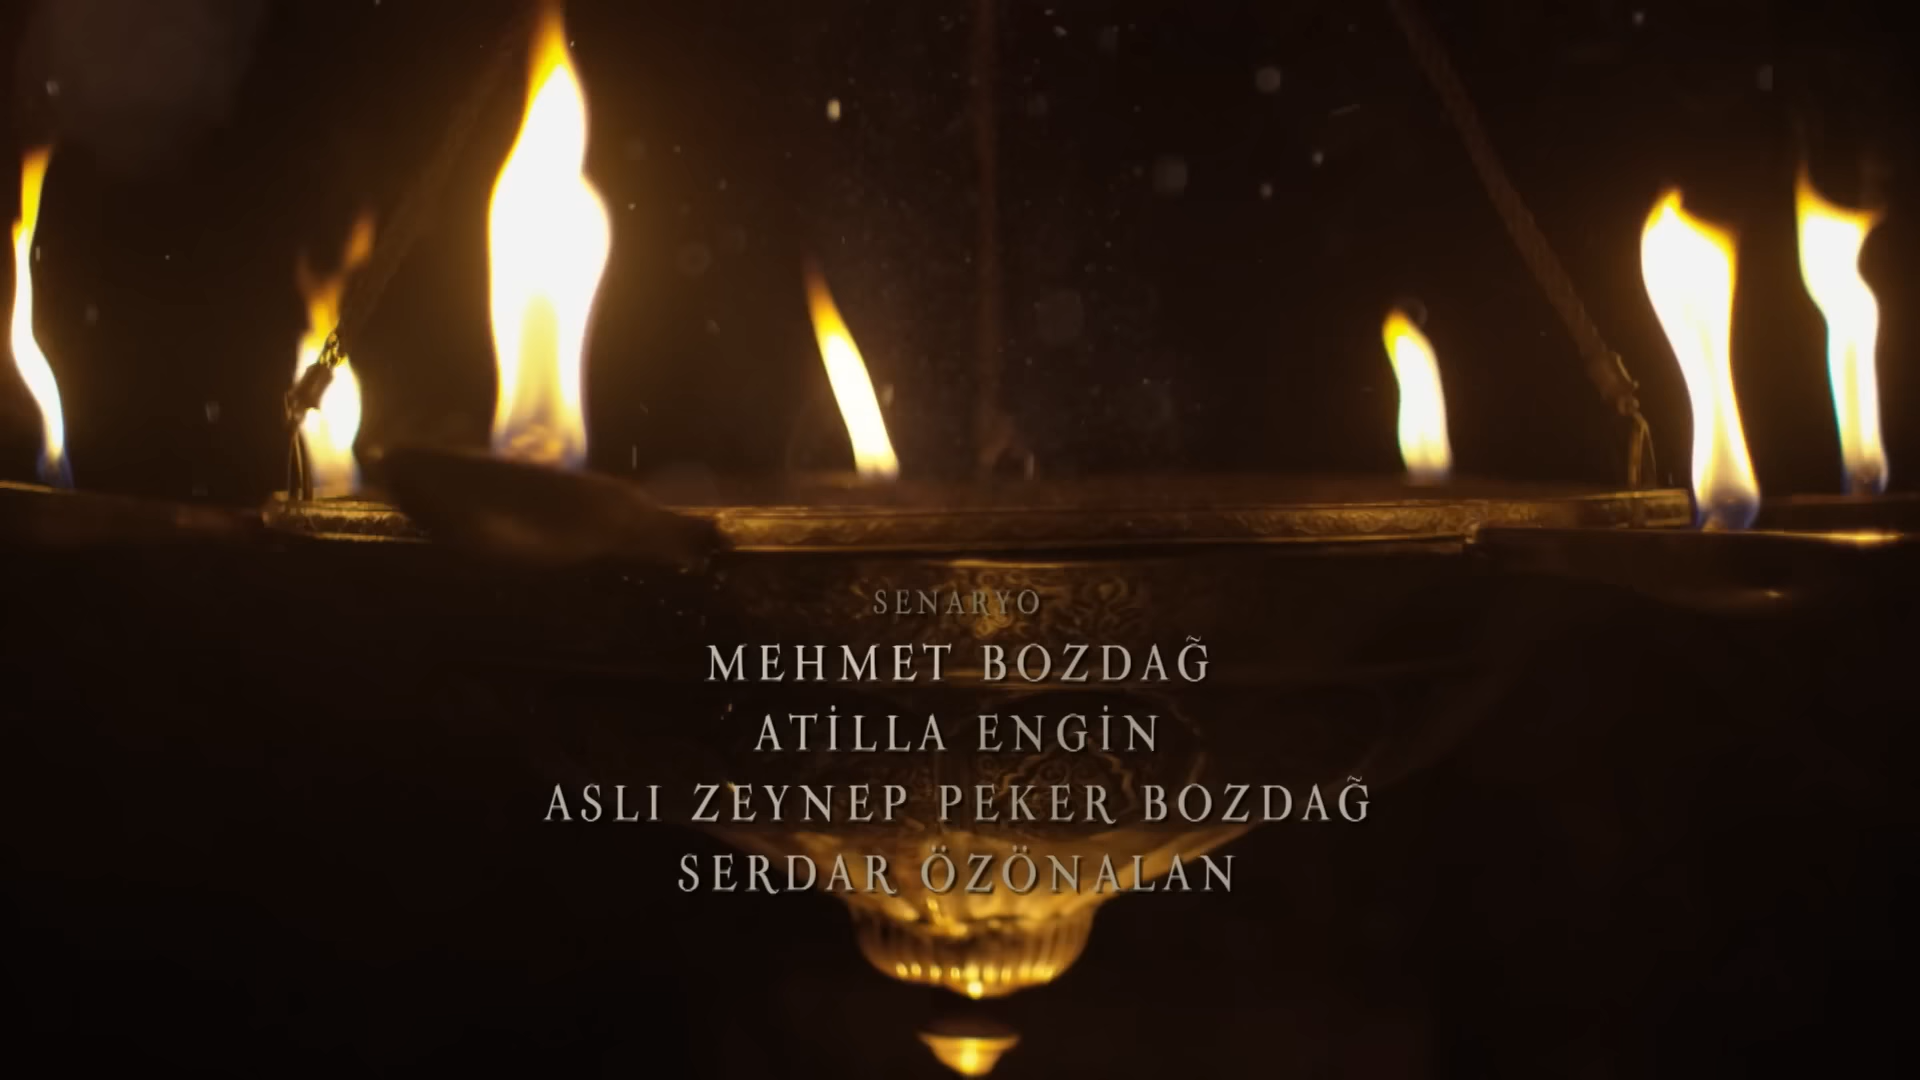 SENARYO
MEHMET BOZDAĞ
ATİLLA ENGİN
ASLI ZEYNEP PEKER BOZDAĞ
SERDAR ÖZÖNALAN